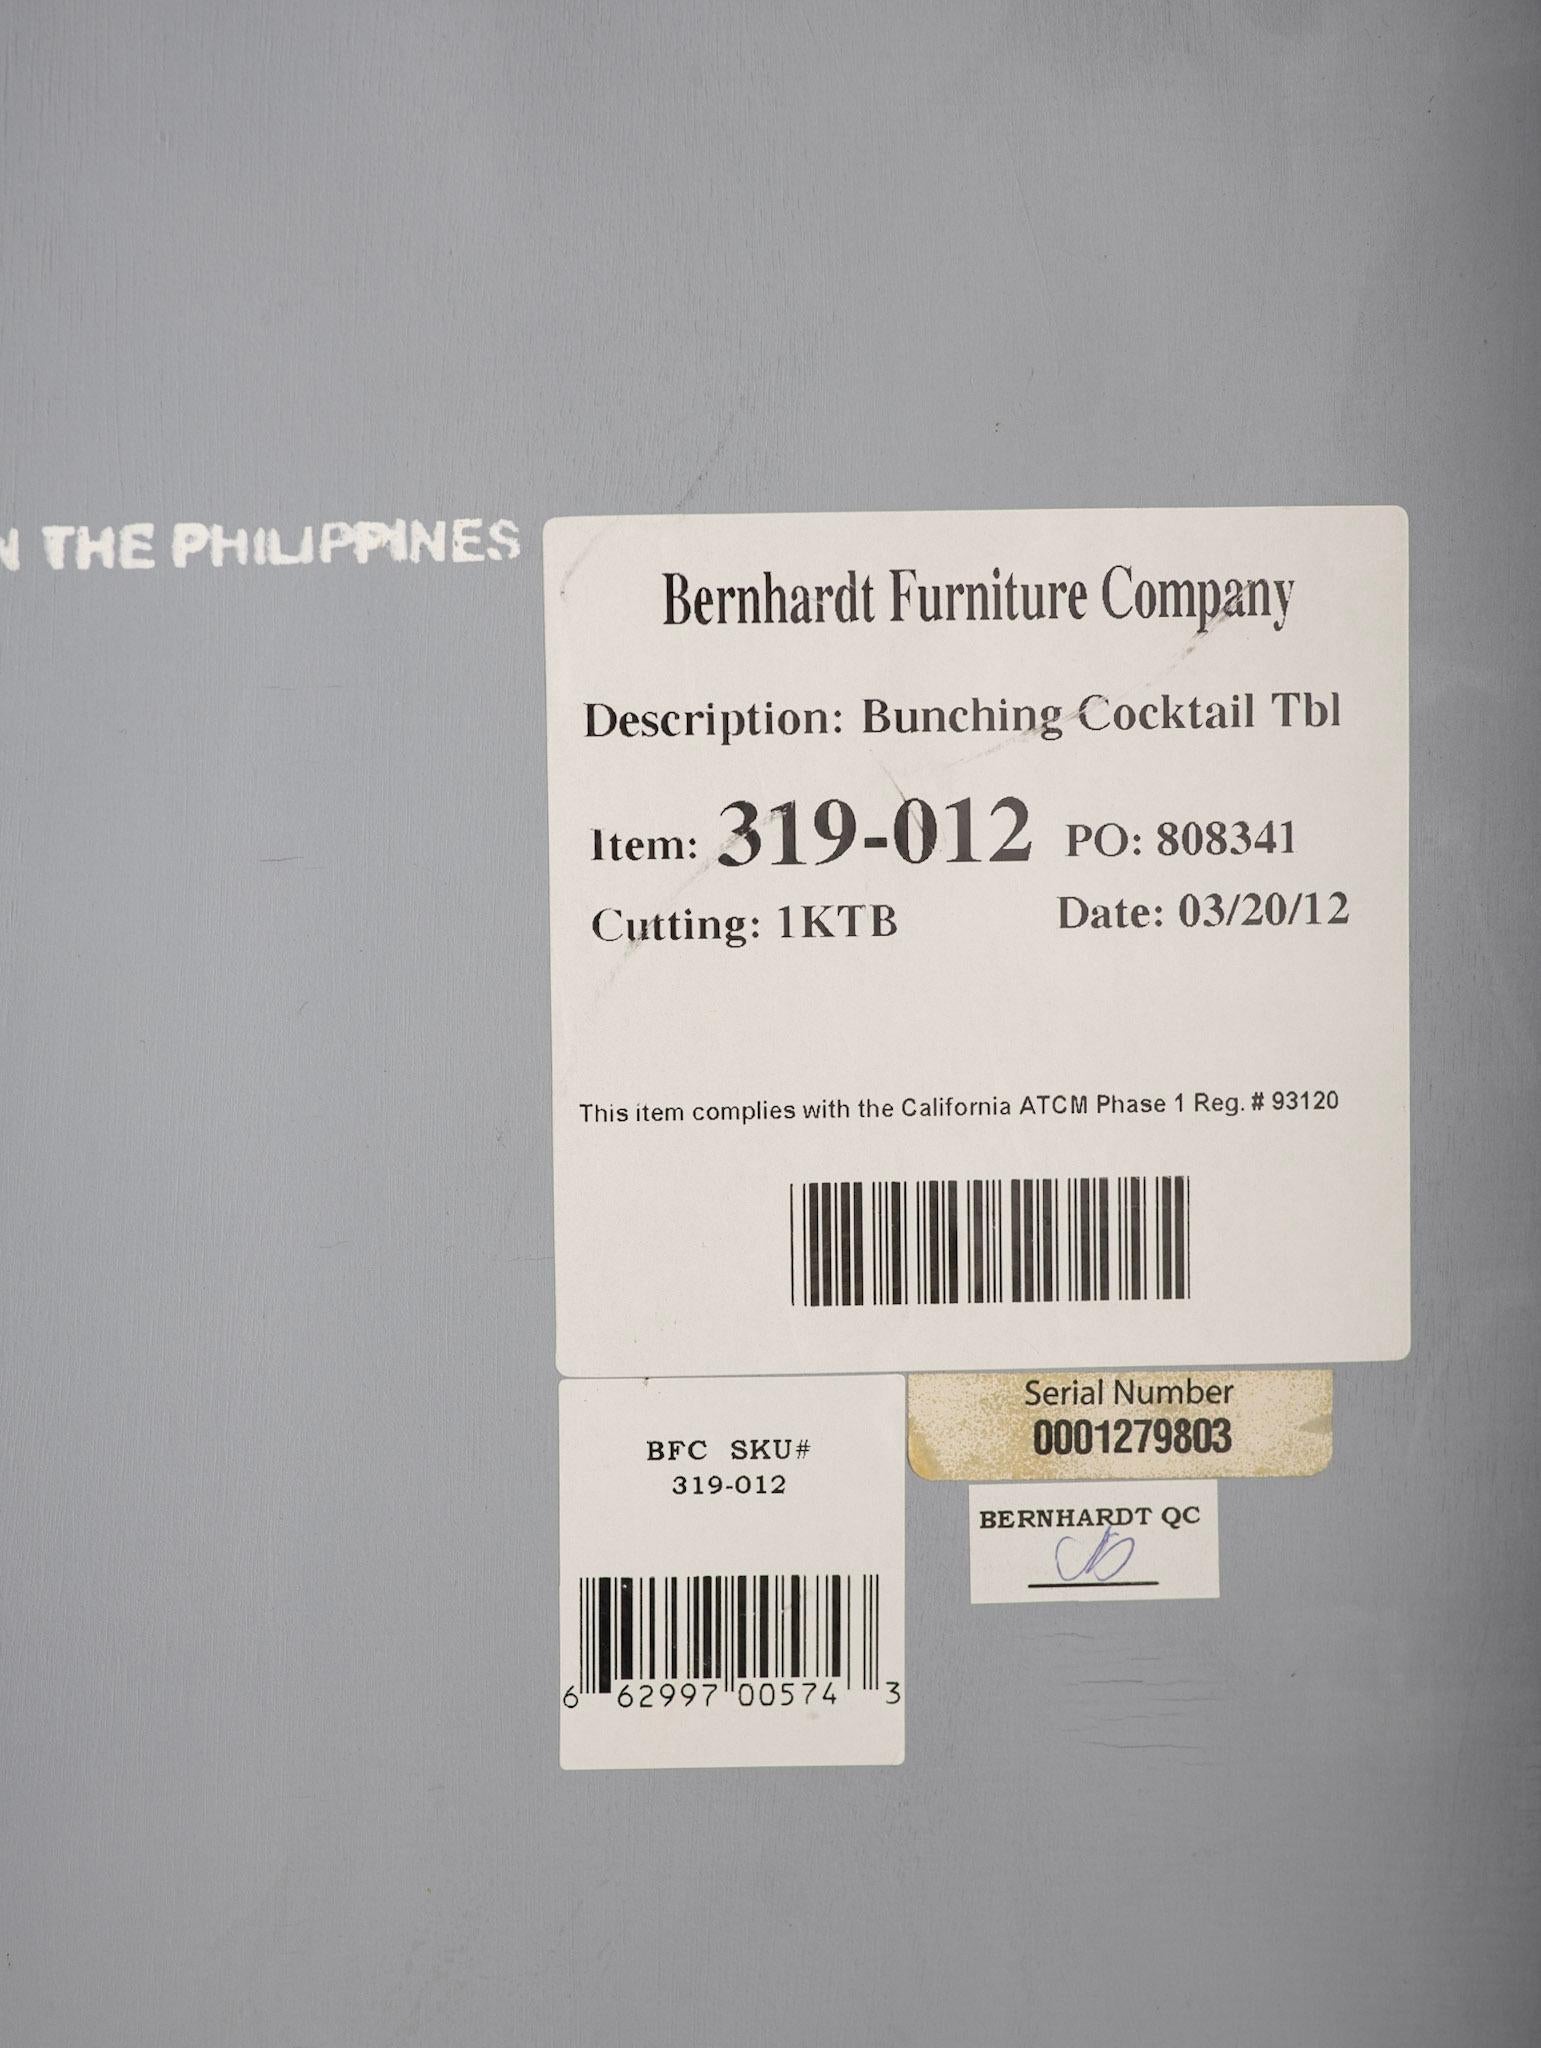 N THE PHILIPPINES
Bernhardt Furniture Company
Description: Bunching Cocktail Tbl
Item: 319-012 PO: 808341
Cutting: 1KTB Date: 03/20/12
This item complies with the California ATCM Phase 1 Reg. # 93120
Serial Number
0001279803
BFC SKU#
319-012
BERNHARDT QC
6 62997 00574 3